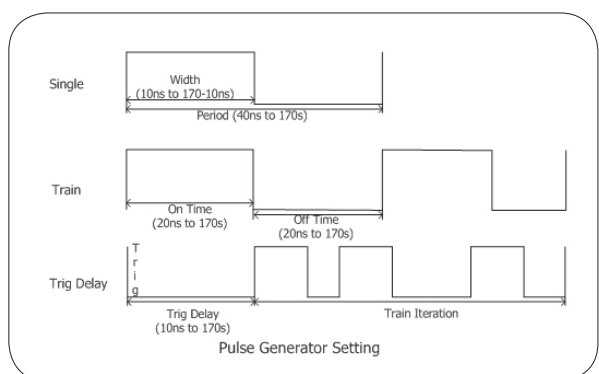 Single
Width
(10ns to 170-10ns)
Period (40ns to 170s)
Train
On Time
(20ns to 170s)
Off Time
(20ns to 170s)
Trig Delay
Trig
Trig Delay
(10ns to 170s)
Train Iteration
Pulse Generator Setting